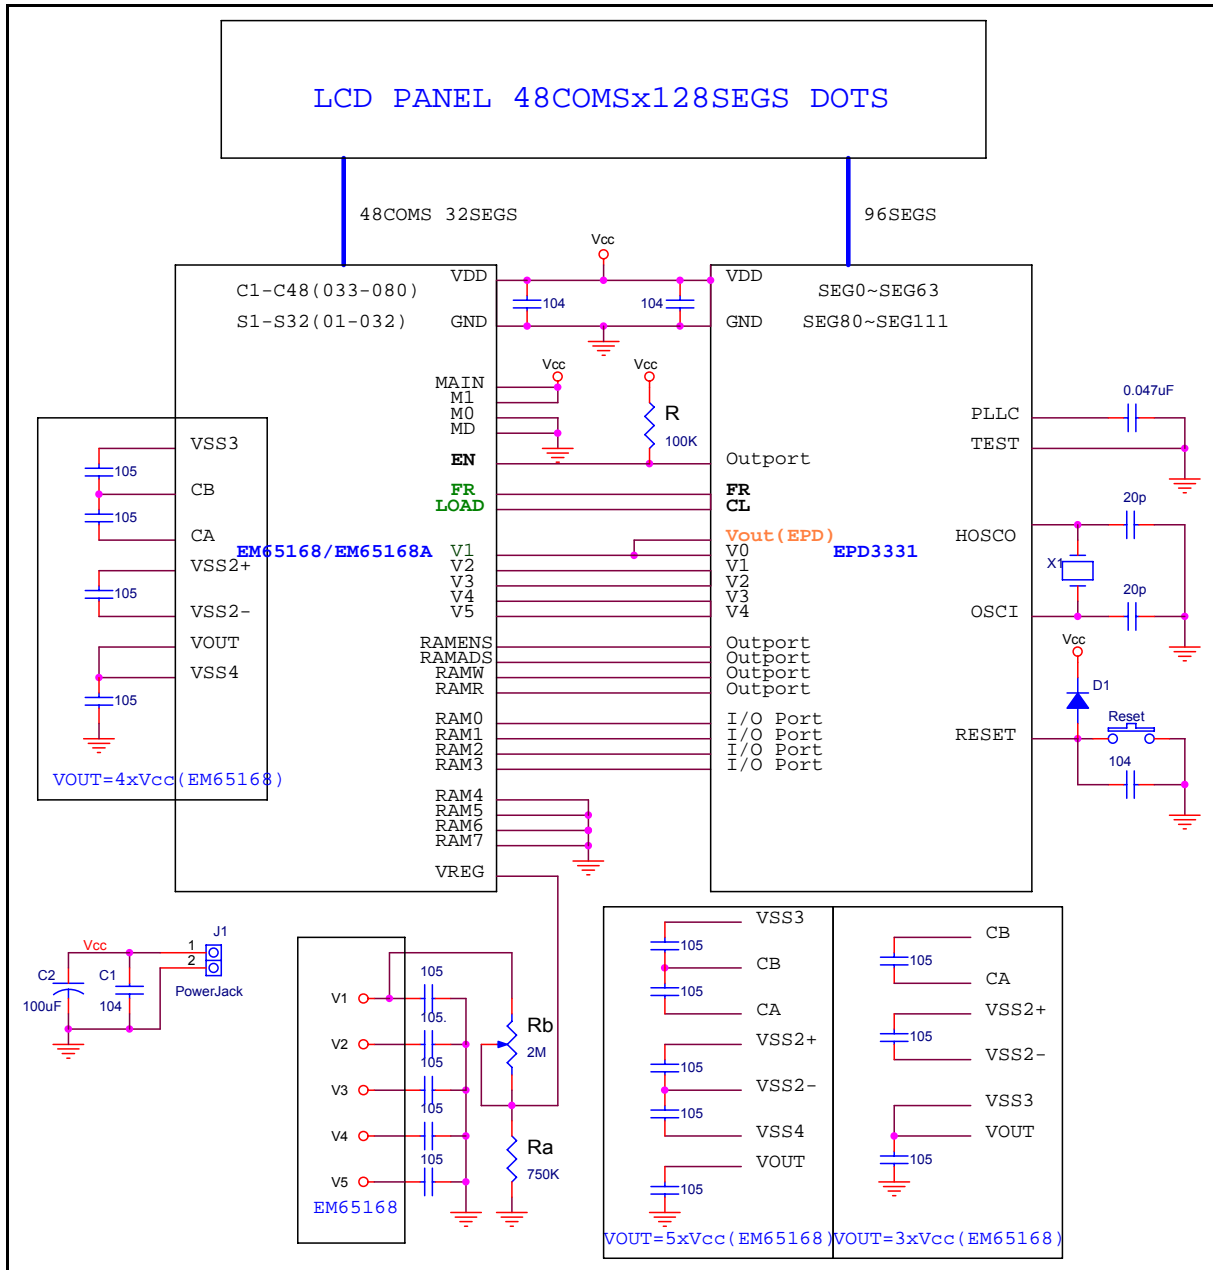 LCD PANEL 48COMSx128SEGS DOTS
48COMS 32SEGS
96SEGS
Vcc
VDD
VDD
C1-C48(033-080)
SEG0~SEG63
104
104
S1-S32(01-032)
GND
GND
SEG80~SEG111
Vcc
Vcc
MAIN
M1
M0
MD
R
100K
0.047uF
PLLC
TEST
VSS3
105
CB
105
CA
VSS2+
105
VSS2-
VOUT
VSS4
105
VOUT=4xVcc(EM65168)
EN
Outport
FR
FR
LOAD
CL
Vout(EPD)
EM65168/EM65168A
V1
V0
EPD3331
V2
V1
V3
V2
V4
V3
V5
V4
20p
HOSCO
X1
20p
OSCI
Vcc
D1
Reset
RESET
104
RAMENS
Outport
RAMADS
Outport
RAMW
Outport
RAMR
Outport
RAM0
I/O Port
RAM1
I/O Port
RAM2
I/O Port
RAM3
I/O Port
RAM4
RAM5
RAM6
RAM7
VREG
J1
Vcc
1
2
C2
C1
100uF
104
PowerJack
105
V1
105.
V2
105
V3
105
V4
105
V5
EM65168
Rb
2M
Ra
750K
VSS3
105
CB
105
CA
VSS2+
105
VSS2-
105
VSS4
VOUT
105
VOUT=5xVcc(EM65168)
CB
105
CA
VSS2+
105
VSS2-
VSS3
VOUT
105
VOUT=3xVcc(EM65168)